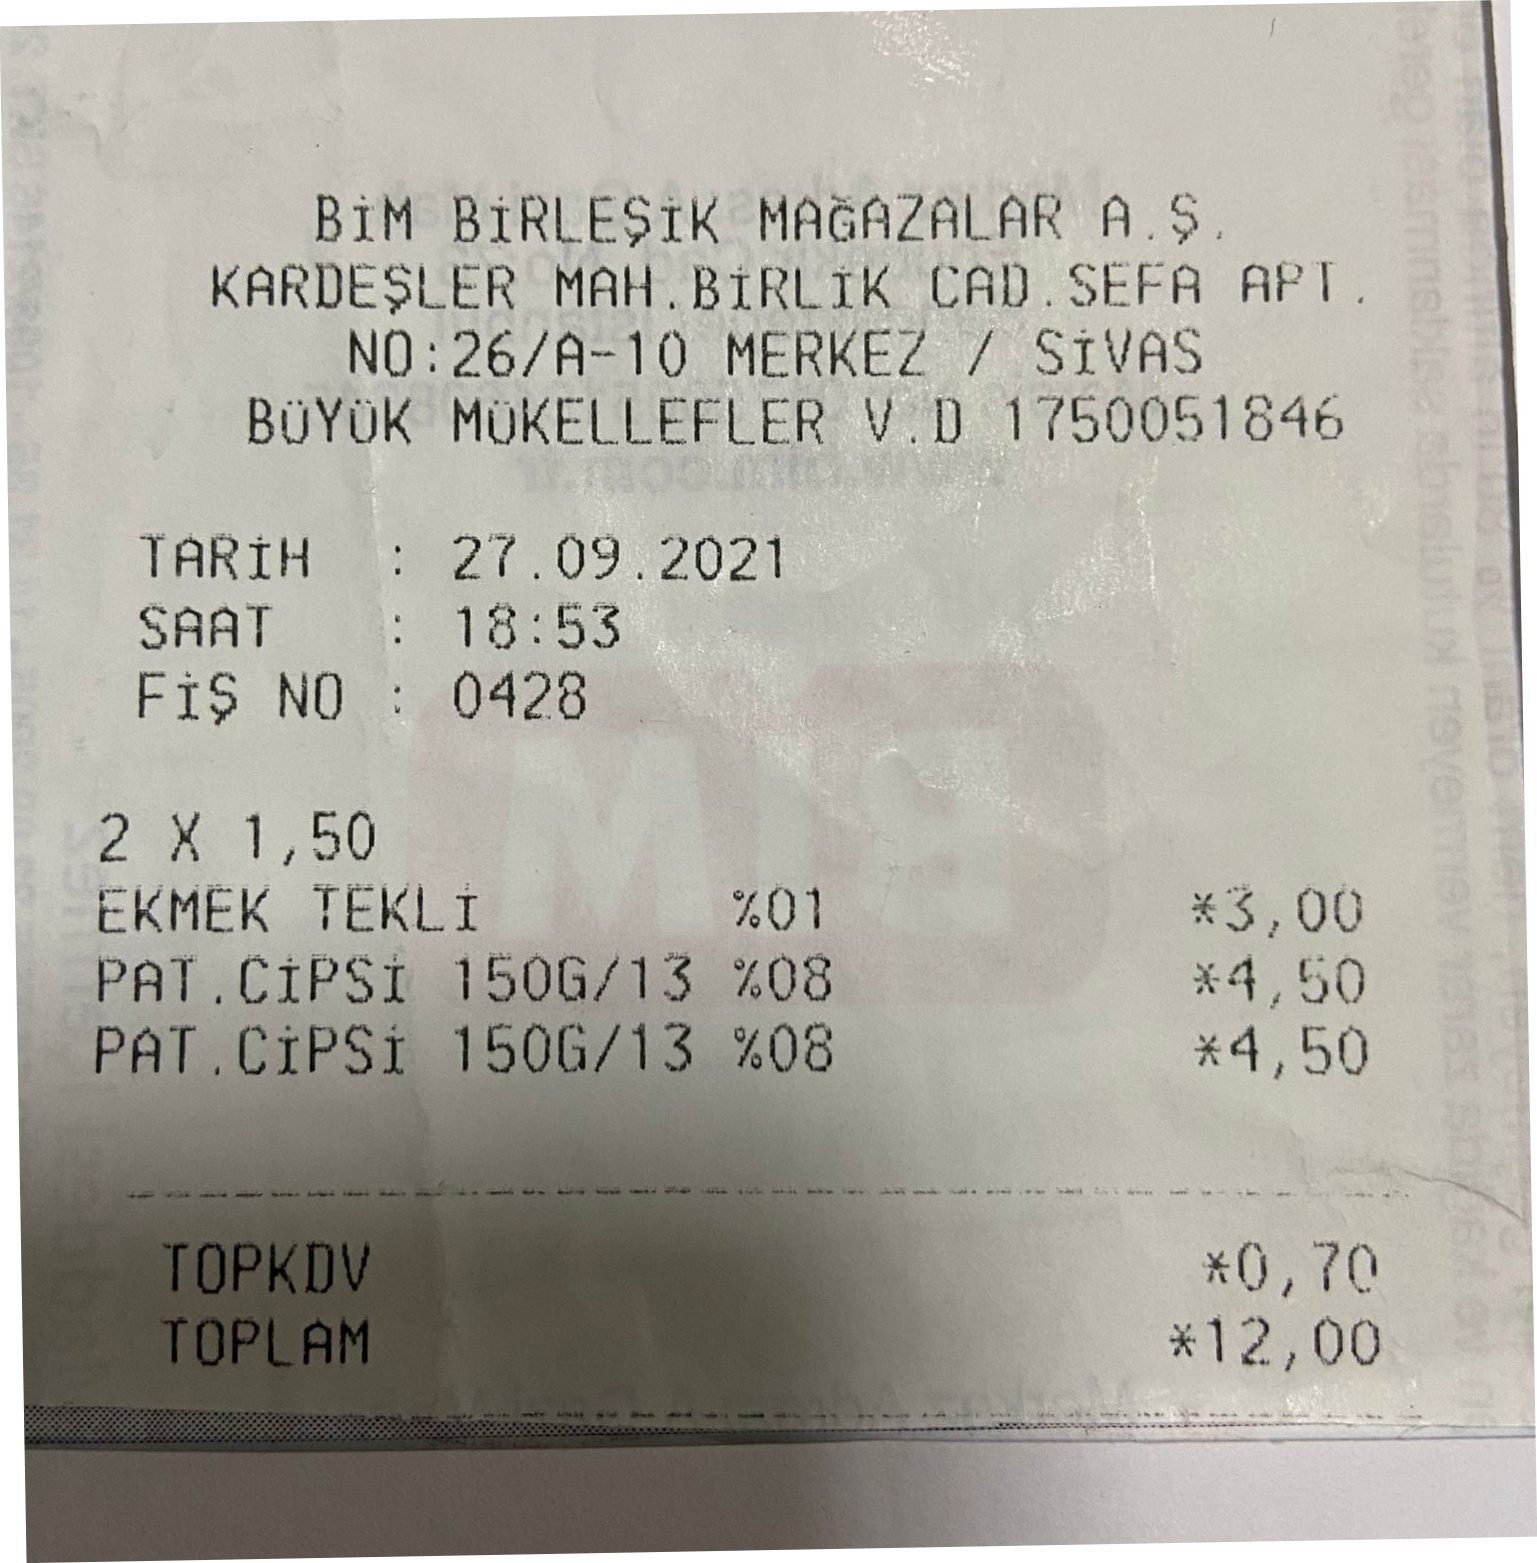 BİM BİRLEŞİK MAĞAZALAR A.Ş.
KARDEŞLER MAH.BİRLİK CAD.SEFA APT.
NO:26/A-10 MERKEZ / SİVAS
BÜYÜK MÜKELLEFLER V.D 1750051846
TARİH : 27.09.2021
SAAT : 18:53
FİŞ NO : 0428
2 X 1,50
EKMEK TEKLİ %01 *3,00
PAT.CİPSİ 150G/13 %08 *4,50
PAT.CİPSİ 150G/13 %08 *4,50
TOPKDV *0,70
TOPLAM *12,00